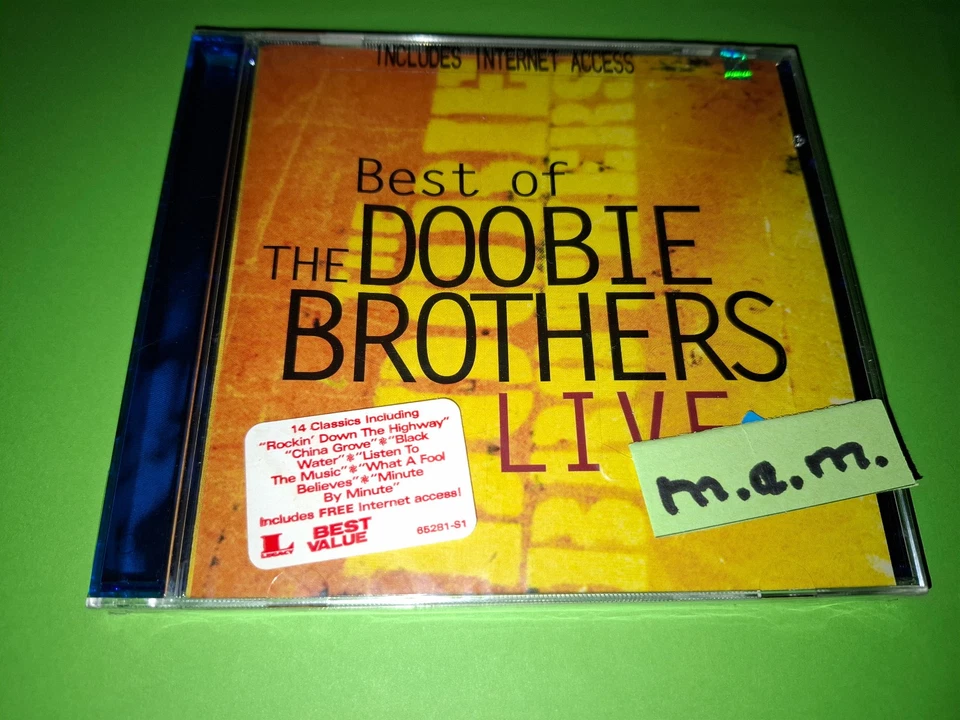 INCLUDES INTERNET ACCESS
Best of
THE DOOBIE
BROTHERS
LIVE
14 Classics Including
"Rockin' Down The Highway"
"China Grove"*"Black
Water"*"Listen To
The Music"*"What A Fool
Believes"*"Minute
By Minute"
Includes FREE Internet access!
L
LEGACY
BEST
VALUE
65281-S1
m.a.m.